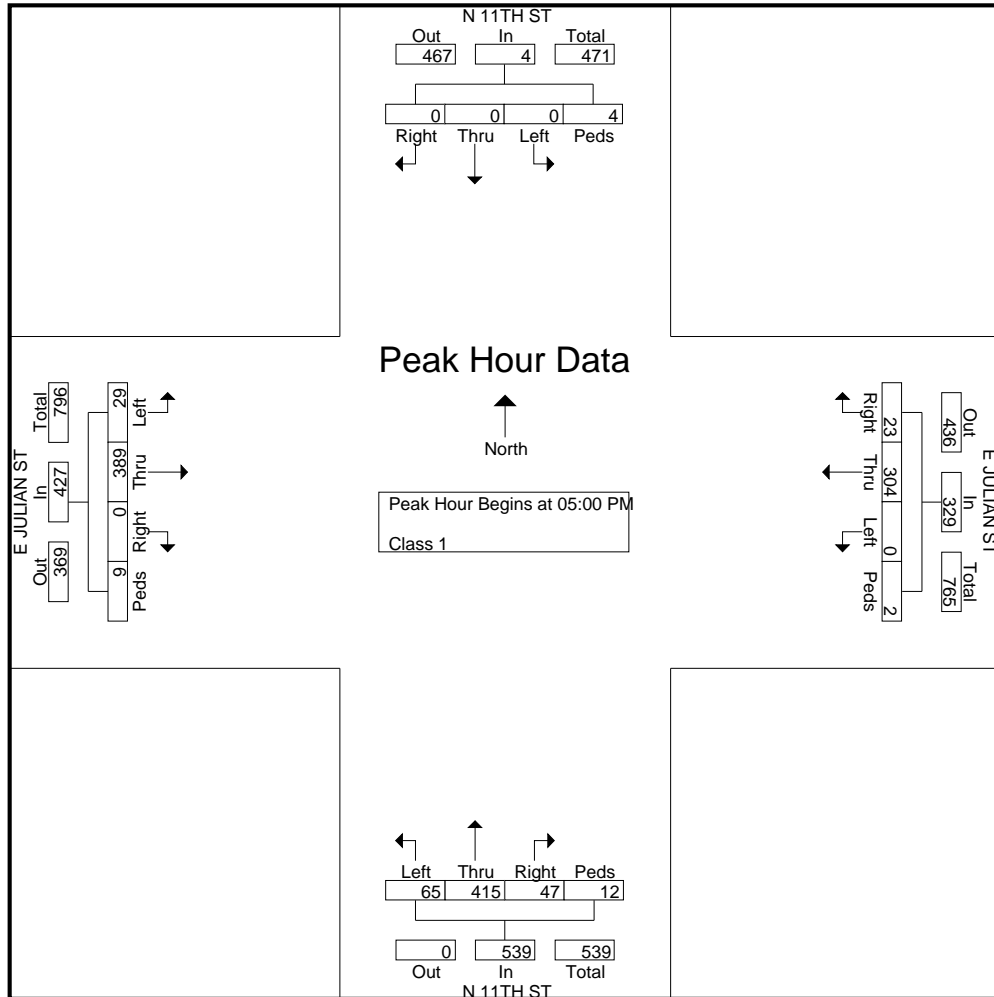 N 11TH ST
Out In Total
467 4 471
0 0 0 4
Right Thru Left Peds
Peak Hour Data
North
Peak Hour Begins at 05:00 PM
Class 1
E JULIAN ST
Total In Out
796 427 369
29 389 0 9
Left Thru Right Peds
E JULIAN ST
Out In Total
436 329 765
23 304 0 2
Right Thru Left Peds
Left Thru Right Peds
65 415 47 12
0 539 539
Out In Total
N 11TH ST